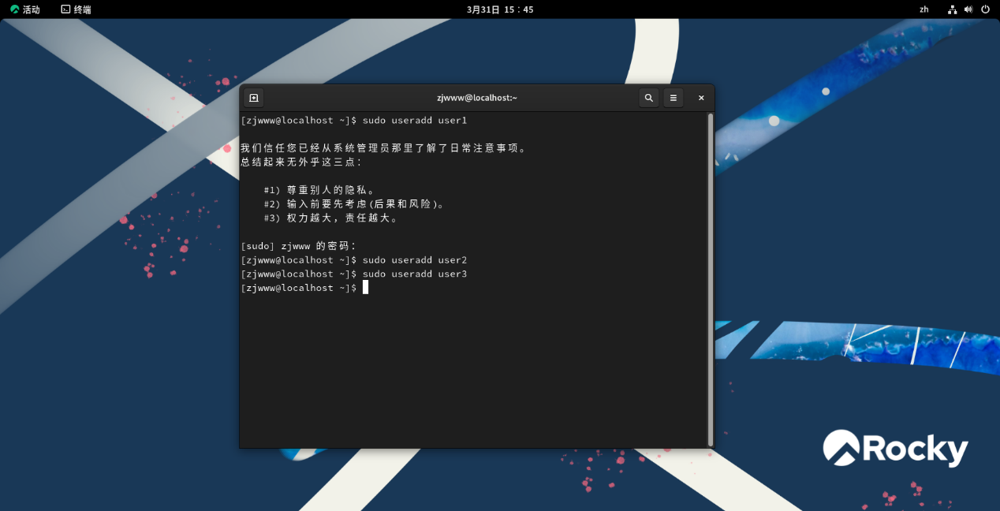 活动 终端 3月31日 15：45 zh
zjwww@localhost:~
[zjwww@localhost ~]$ sudo useradd user1
我们信任您已经从系统管理员那里了解了日常注意事项。
总结起来无外乎这三点：
#1) 尊重别人的隐私。
#2) 输入前要先考虑(后果和风险)。
#3) 权力越大，责任越大。
[sudo] zjwww 的密码：
[zjwww@localhost ~]$ sudo useradd user2
[zjwww@localhost ~]$ sudo useradd user3
[zjwww@localhost ~]$
Rocky